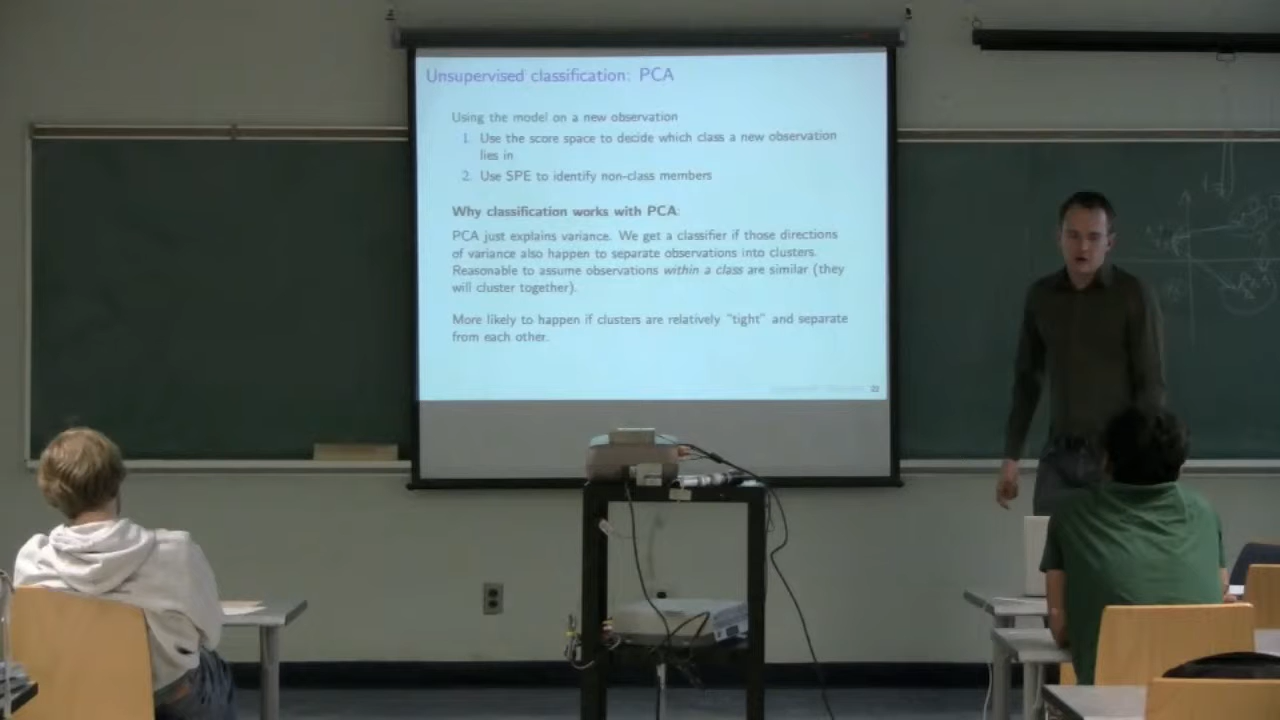 Unsupervised classification: PCA
Using the model on a new observation
1. Use the score space to decide which class a new observation
lies in
2. Use SPE to identify non-class members
Why classification works with PCA:
PCA just explains variance. We get a classifier if those directions
of variance also happen to separate observations into clusters.
Reasonable to assume observations within a class are similar (they
will cluster together).
More likely to happen if clusters are relatively "tight" and separate
from each other.